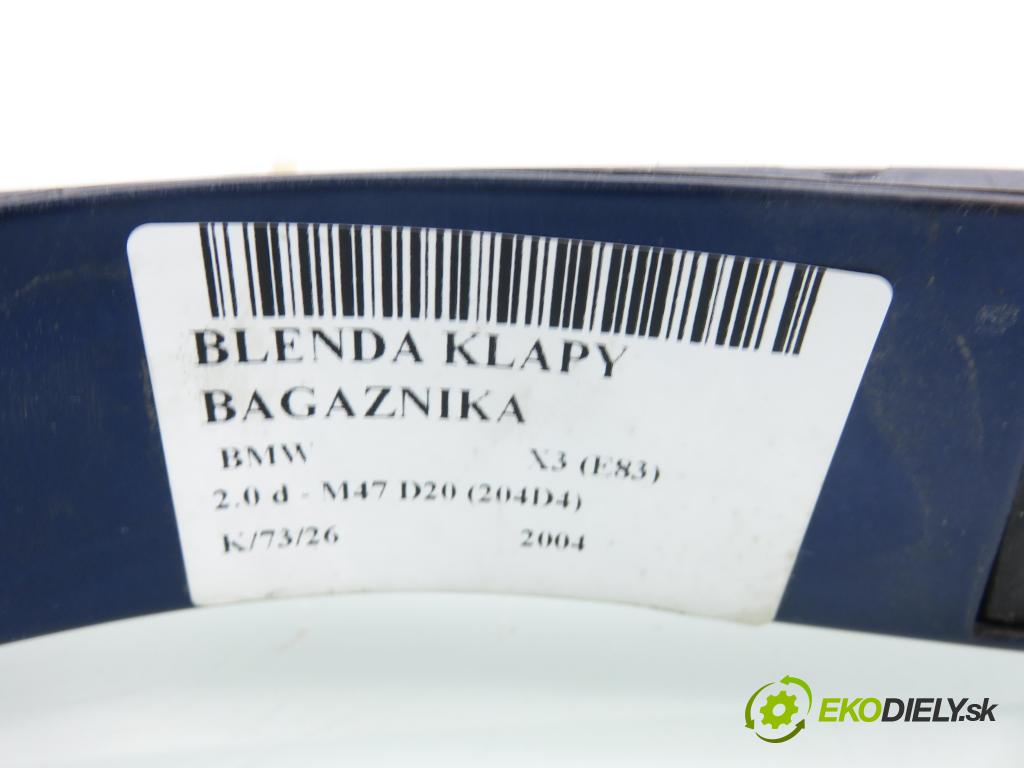 BLENDA KLAPY
BAGAZNIKA
BMW X3 (E83)
2.0 d - M47 D20 (204D4)
K/73/26 2004
EKODIELY.sk